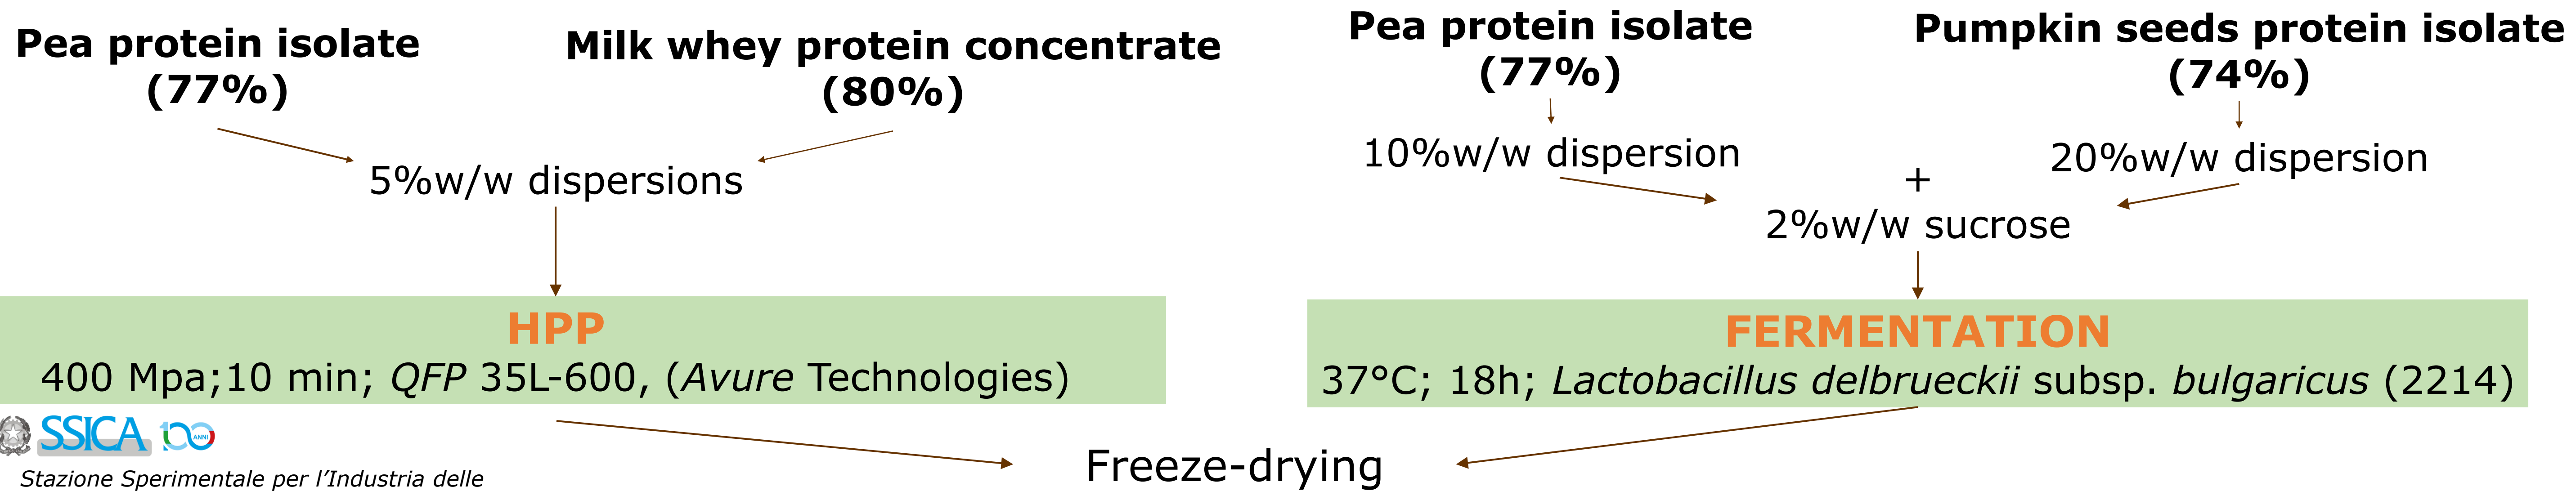 Pea protein isolate
(77%)
Milk whey protein concentrate
(80%)
5%w/w dispersions
HPP
400 Mpa;10 min; QFP 35L-600, (Avure Technologies)
Pea protein isolate
(77%)
Pumpkin seeds protein isolate
(74%)
10%w/w dispersion
20%w/w dispersion
+
2%w/w sucrose
FERMENTATION
37°C; 18h; Lactobacillus delbrueckii subsp. bulgaricus (2214)
Freeze-drying
SSICA 100 ANNI
Stazione Sperimentale per l’Industria delle